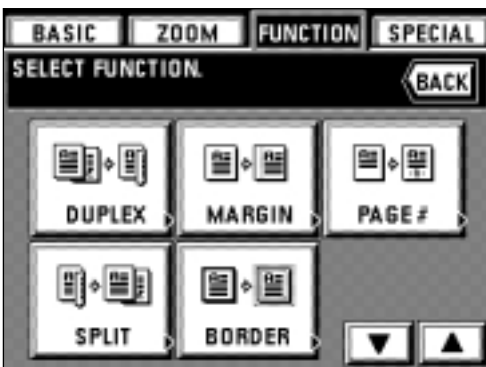 BASIC ZOOM FUNCTION SPECIAL
SELECT FUNCTION.
BACK
DUPLEX MARGIN PAGE #
SPLIT BORDER